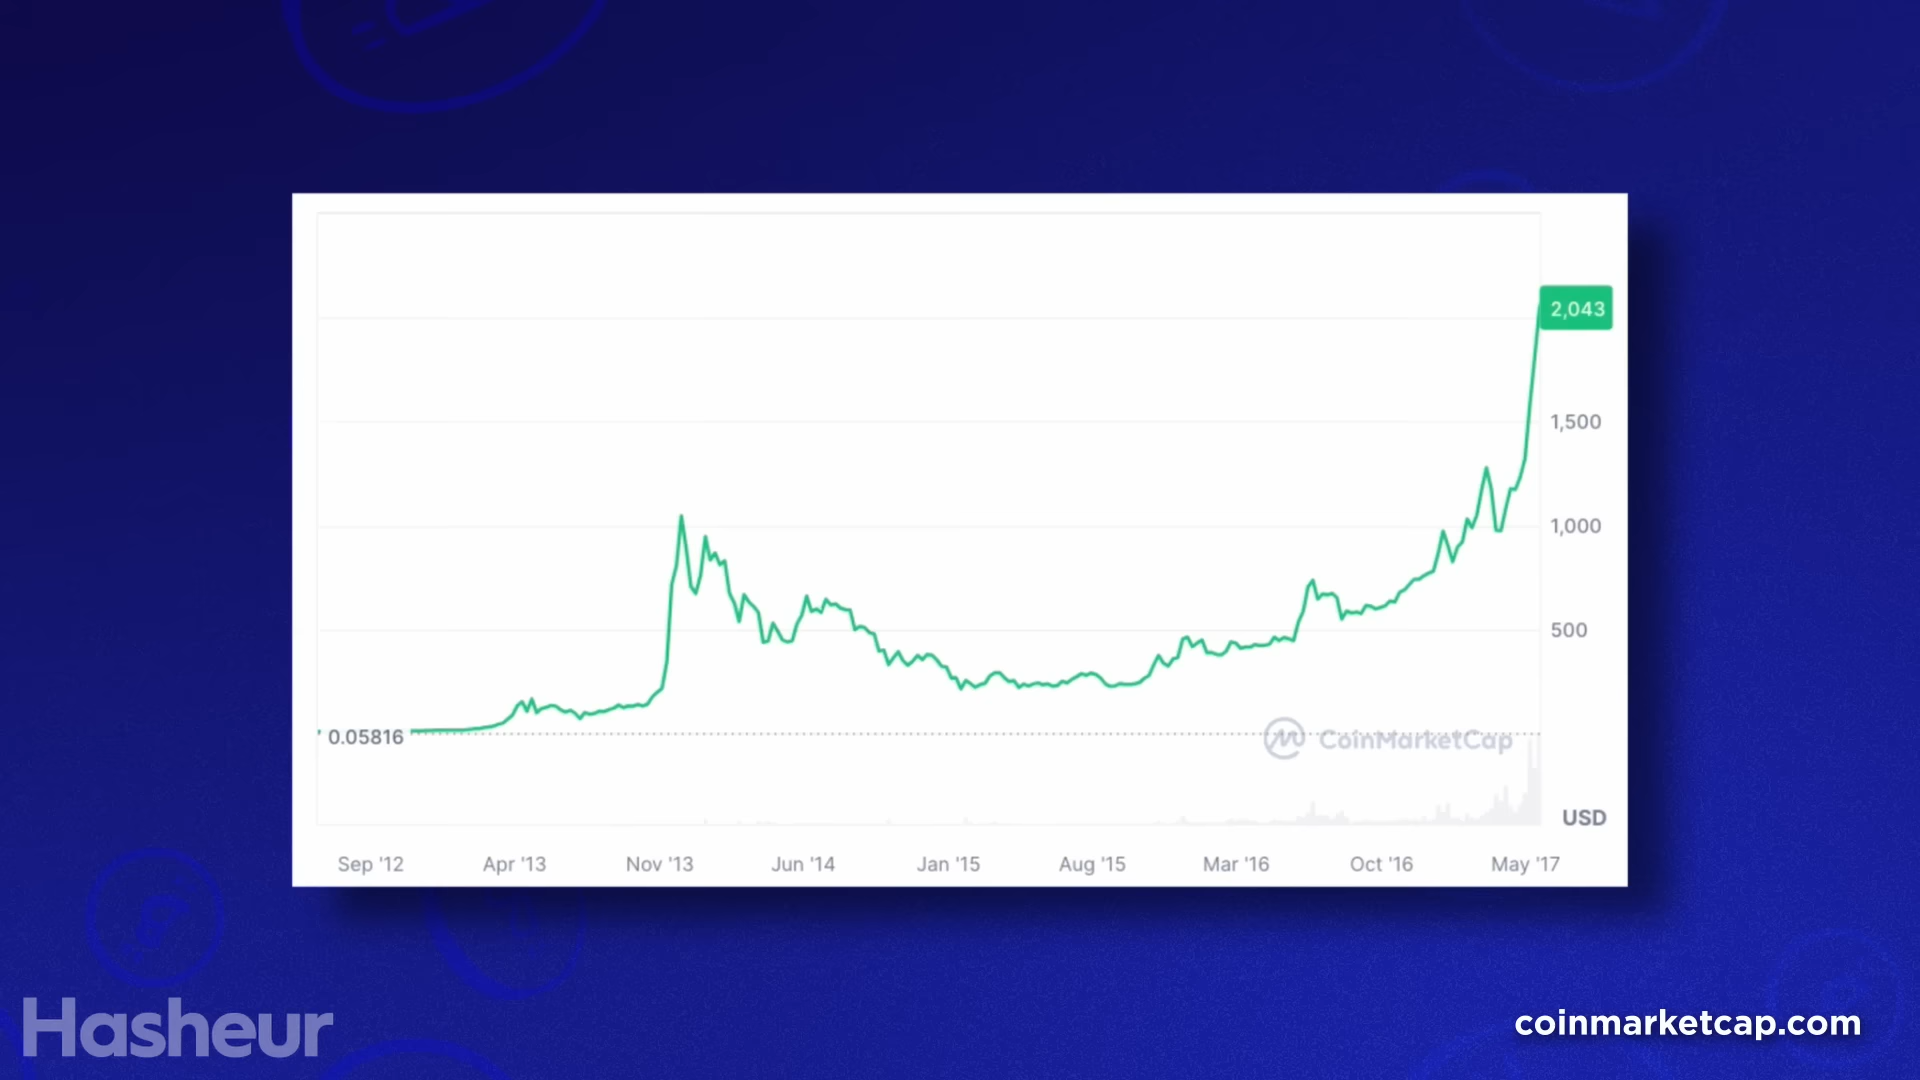 2,043
1,500
1,000
500
0.05816
CoinMarketCap
USD
Sep '12
Apr '13
Nov '13
Jun '14
Jan '15
Aug '15
Mar '16
Oct '16
May '17
Hasheur
coinmarketcap.com